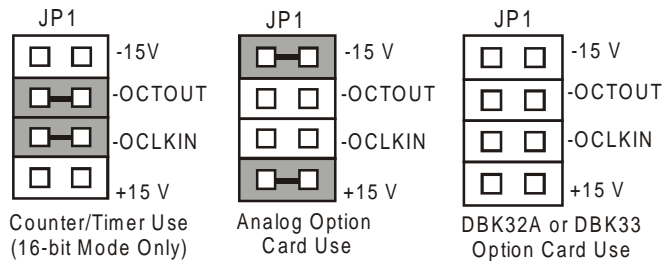 JP1
-15V
-OCTOUT
-OCLKIN
+15 V
Counter/Timer Use
(16-bit Mode Only)
JP1
-15 V
-OCTOUT
-OCLKIN
+15 V
Analog Option
Card Use
JP1
-15 V
-OCTOUT
-OCLKIN
+15 V
DBK32A or DBK33
Option Card Use